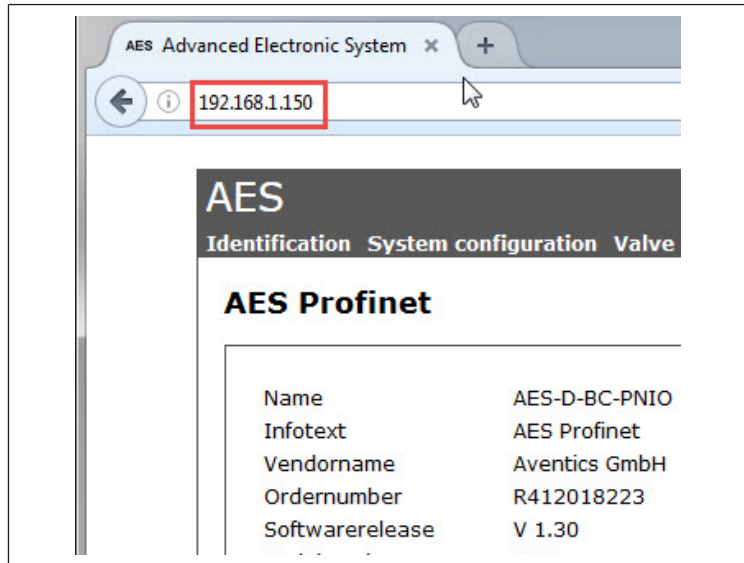 AES Advanced Electronic System × +
192.168.1.150
AES
Identification System configuration Valve
AES Profinet
Name AES-D-BC-PNIO
Infotext AES Profinet
Vendorname Aventics GmbH
Ordernumber R412018223
Softwarerelease V 1.30